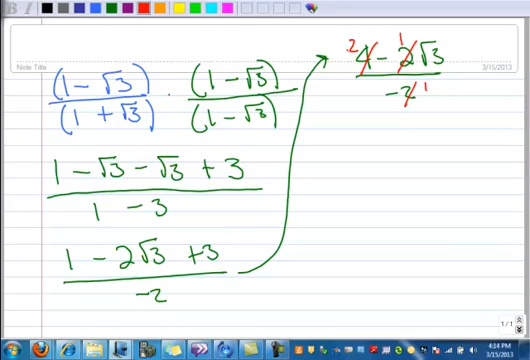 B I U
Note Title
3/15/2013
(1 - √3) · (1 - √3)
(1 + √3) (1 - √3)
1 - √3 - √3 + 3
1 - 3
1 - 2√3 + 3
-2
2 1
4 - 2√3
-2 1
1/1
4:14 PM
3/15/2013